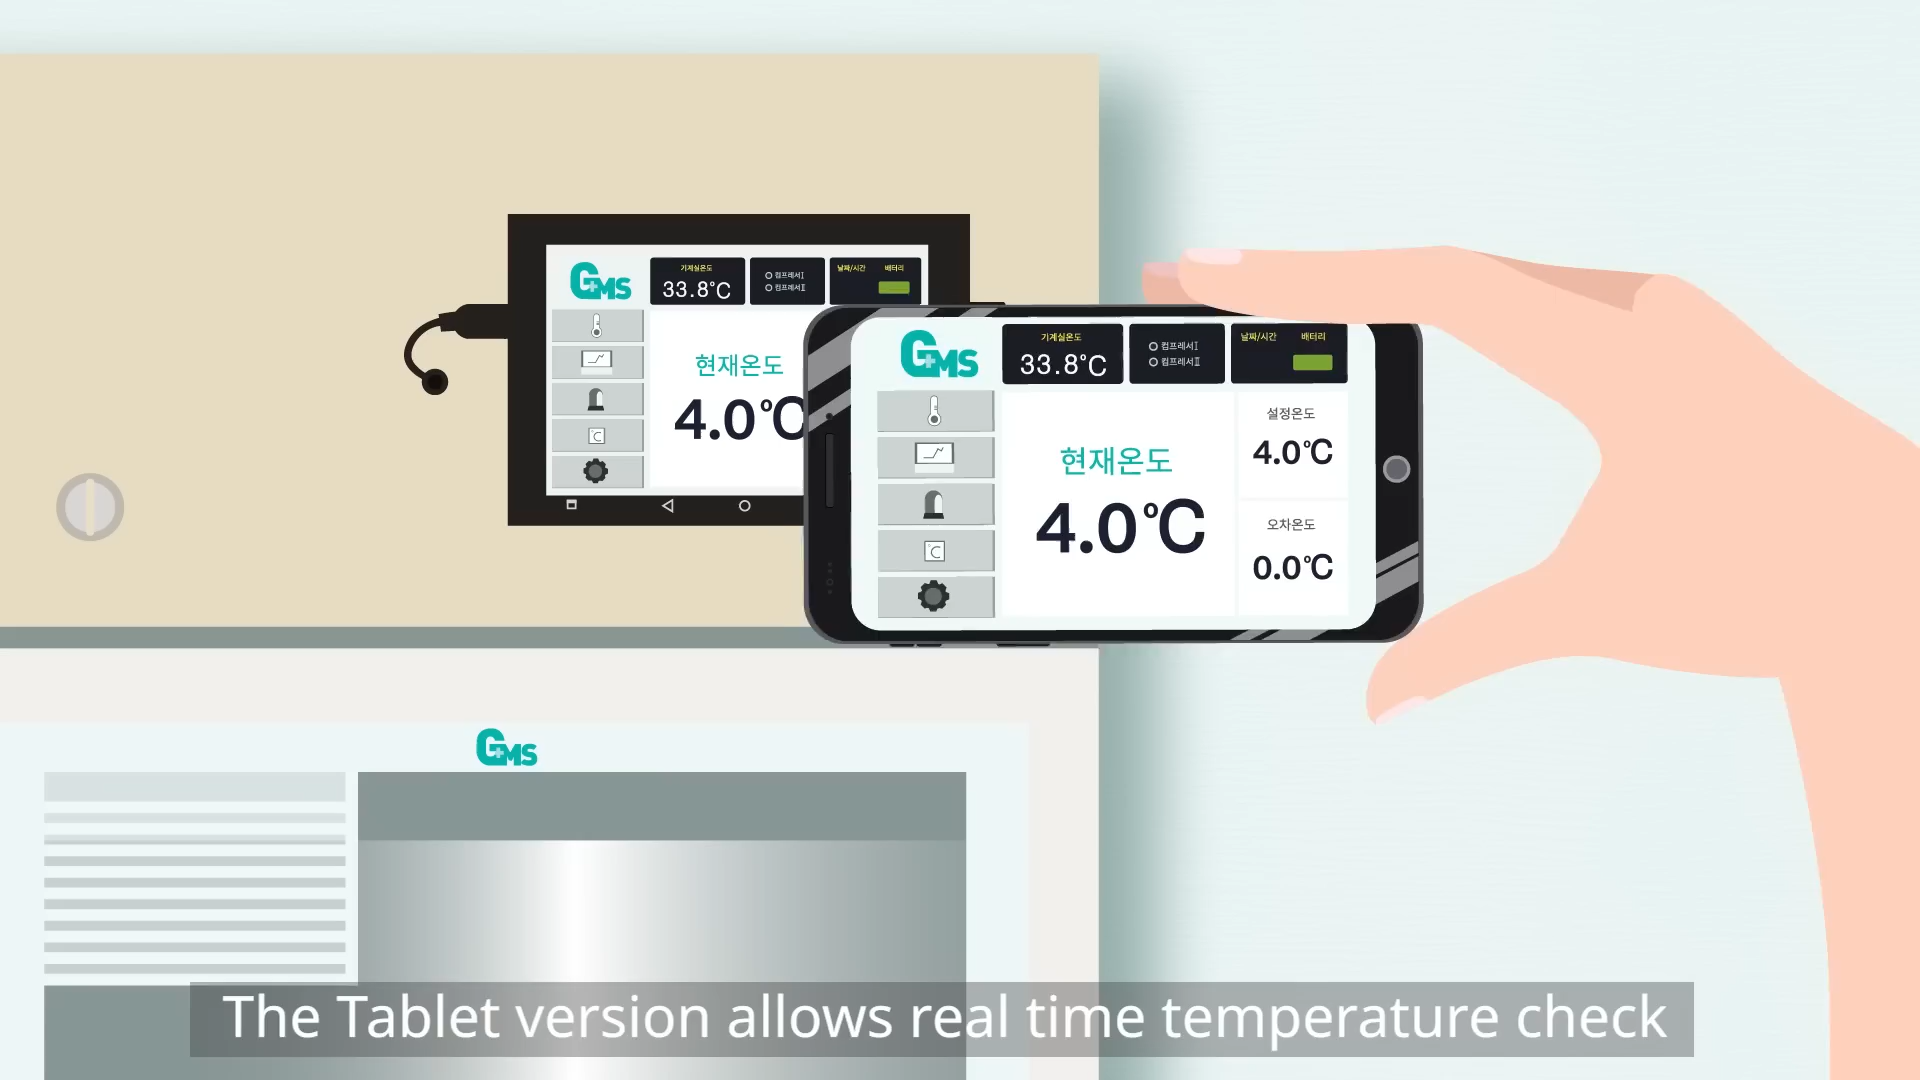 GMS
기계실온도
33.8°C
컴프레서Ⅰ
컴프레서Ⅱ
날짜/시간
배터리
현재온도
4.0℃
°C
GMS
기계실온도
33.8°C
컴프레서Ⅰ
컴프레서Ⅱ
날짜/시간
배터리
현재온도
4.0℃
설정온도
4.0℃
오차온도
0.0℃
°C
GMS
The Tablet version allows real time temperature check